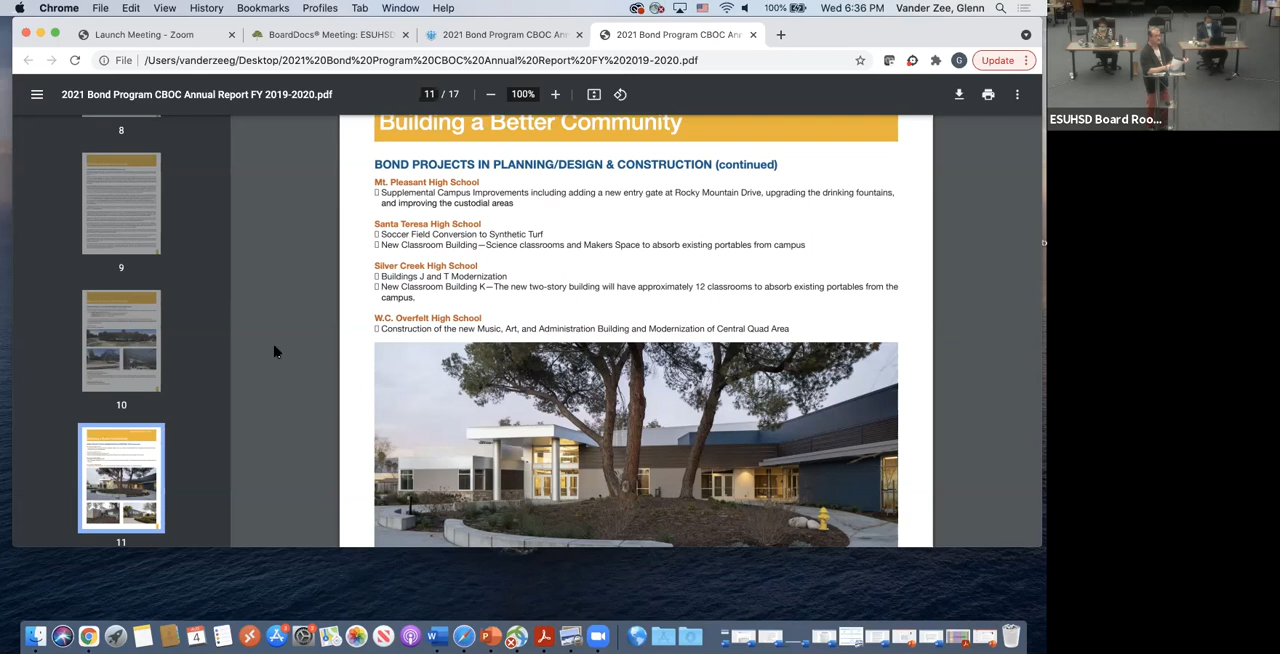 Chrome File Edit View History Bookmarks Profiles Tab Window Help 100% Wed 6:36 PM Vander Zee, Glenn
Launch Meeting - Zoom
BoardDocs® Meeting: ESUHSD
2021 Bond Program CBOC An
2021 Bond Program CBOC An
File /Users/vanderzeeg/Desktop/2021%20Bond%20Program%20CBOC%20Annual%20Report%20FY%202019-2020.pdf
G
Update
2021 Bond Program CBOC Annual Report FY 2019-2020.pdf
11 / 17
100%
8
9
10
11
Building a Better Community
BOND PROJECTS IN PLANNING/DESIGN & CONSTRUCTION (continued)
Mt. Pleasant High School
Supplemental Campus Improvements including adding a new entry gate at Rocky Mountain Drive, upgrading the drinking fountains,
and improving the custodial areas
Santa Teresa High School
Soccer Field Conversion to Synthetic Turf
New Classroom Building—Science classrooms and Makers Space to absorb existing portables from campus
Silver Creek High School
Buildings J and T Modernization
New Classroom Building K—The new two-story building will have approximately 12 classrooms to absorb existing portables from the
campus.
W.C. Overfelt High School
Construction of the new Music, Art, and Administration Building and Modernization of Central Quad Area
ESUHSD Board Roo...